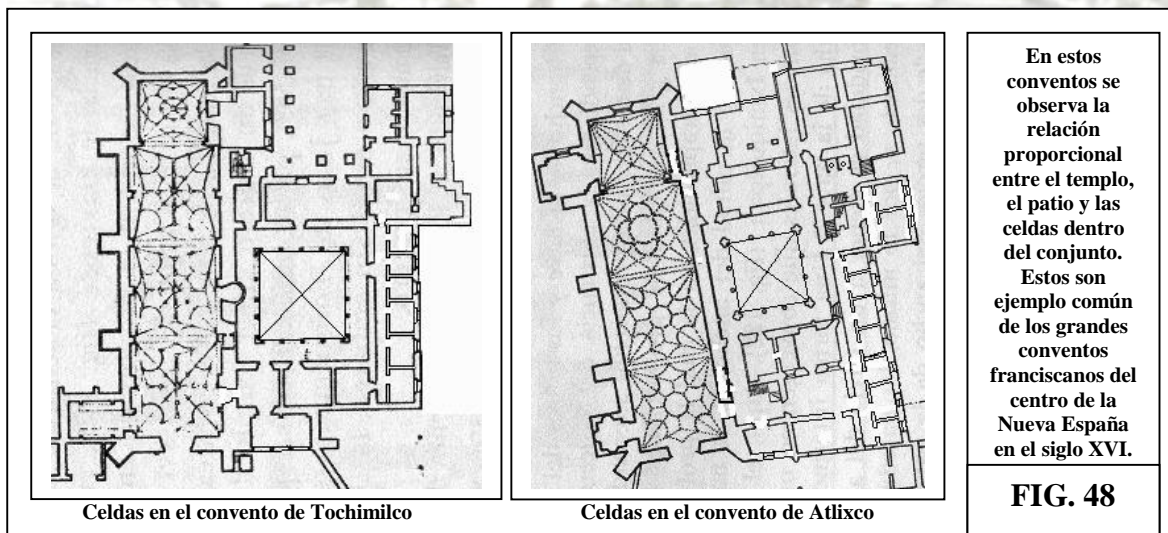 Celdas en el convento de Tochimilco
Celdas en el convento de Atlixco
En estos
conventos se
observa la
relación
proporcional
entre el templo,
el patio y las
celdas dentro
del conjunto.
Estos son
ejemplo común
de los grandes
conventos
franciscanos del
centro de la
Nueva España
en el siglo XVI.
FIG. 48